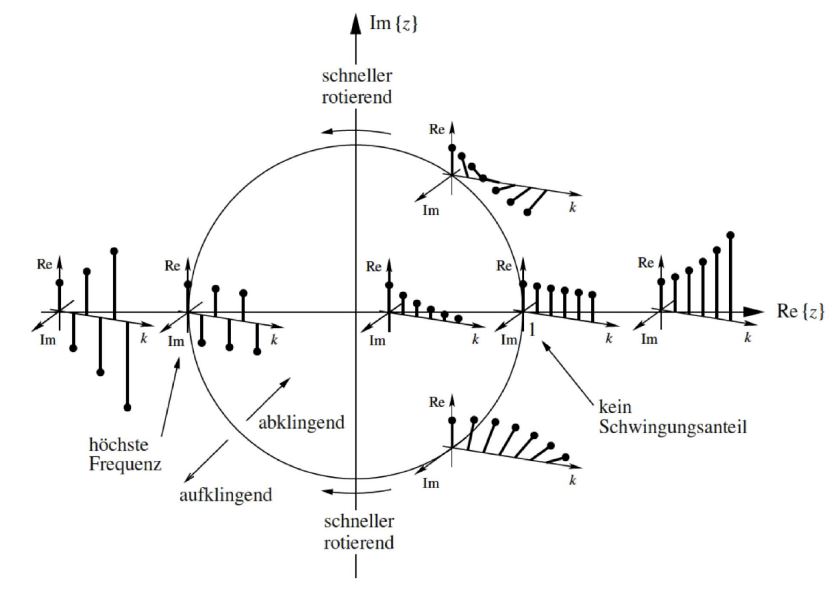 Im {z}
schneller
rotierend
Re
Im
k
Re
Im
k
Re
Im
k
Re
Im
k
Re
Im
1
k
Re
Im
k
Re {z}
höchste
Frequenz
abklingend
aufklingend
Re
Im
k
kein
Schwingungsanteil
schneller
rotierend